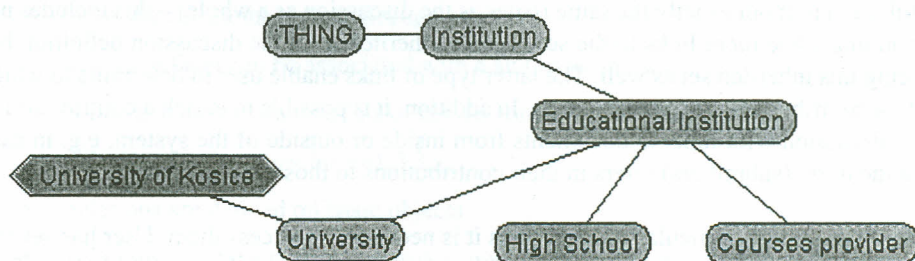 :THING Institution
Educational Institution
University of Kosice
University High School Courses provider